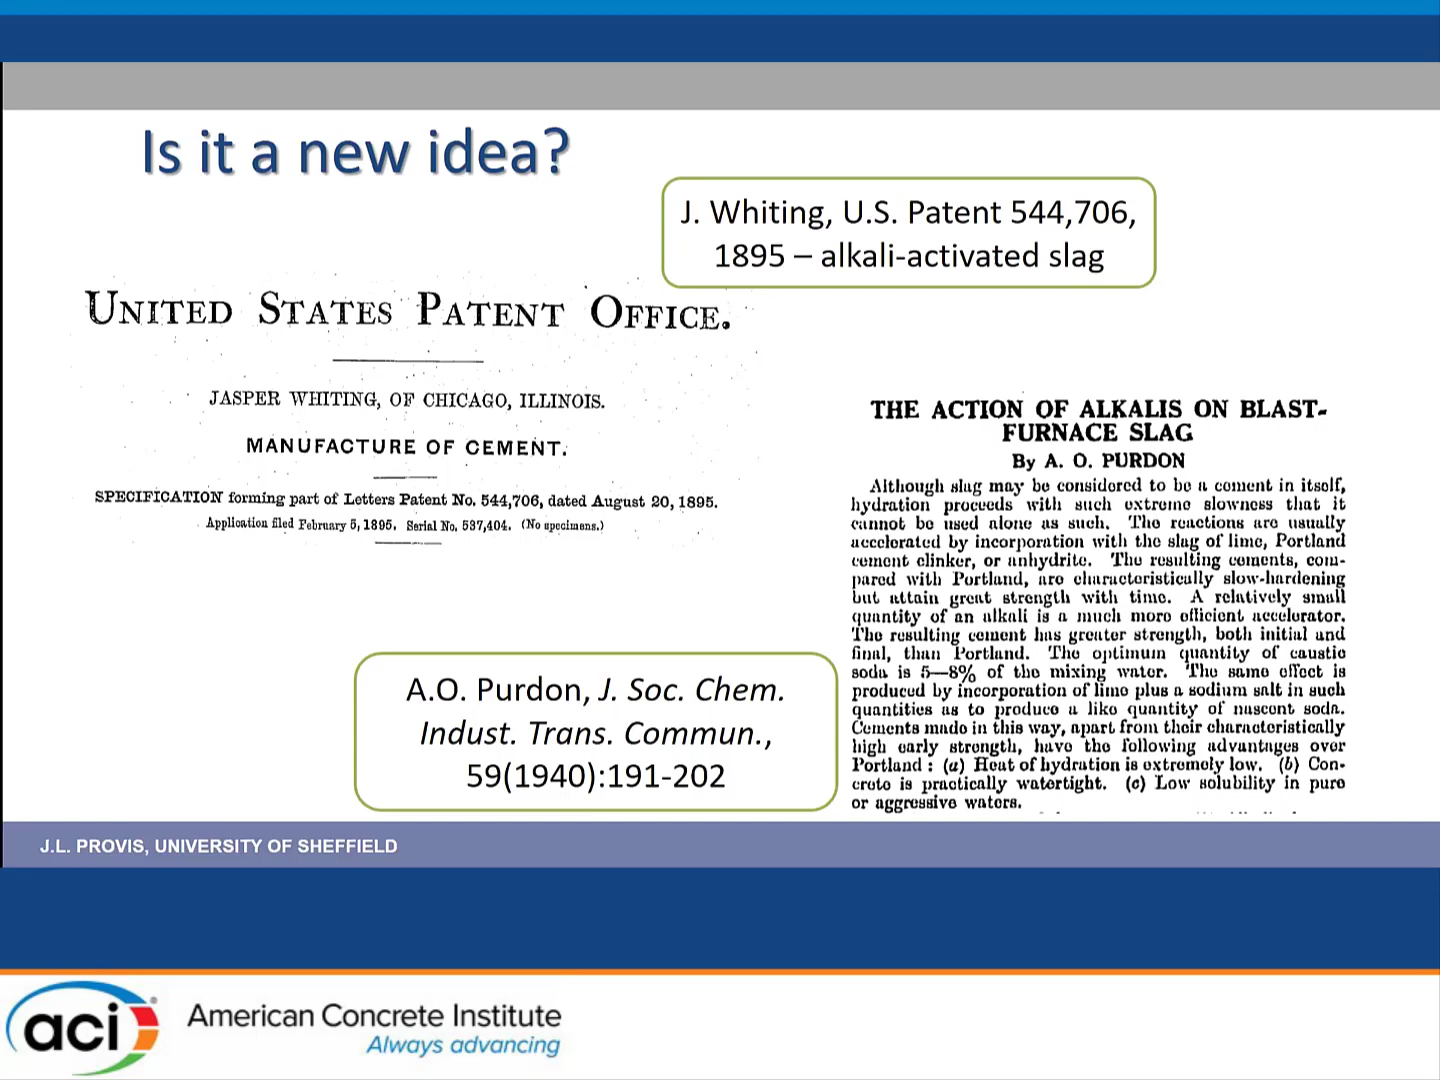 Is it a new idea?
J. Whiting, U.S. Patent 544,706,
1895 – alkali-activated slag
UNITED STATES PATENT OFFICE.
JASPER WHITING, OF CHICAGO, ILLINOIS.
MANUFACTURE OF CEMENT.
SPECIFICATION forming part of Letters Patent No. 544,706, dated August 20, 1895.
Application filed February 5, 1895. Serial No. 537,404. (No specimens.)
THE ACTION OF ALKALIS ON BLAST-
FURNACE SLAG
By A. O. PURDON
Although slag may be considered to be a cement in itself,
hydration proceeds with such extreme slowness that it
cannot be used alone as such. The reactions are usually
accelerated by incorporation with the slag of lime, Portland
cement clinker, or anhydrite. The resulting cements, com-
pared with Portland, are characteristically slow-hardening
but attain great strength with time. A relatively small
quantity of an alkali is a much more efficient accelerator.
The resulting cement has greater strength, both initial and
final, than Portland. The optimum quantity of caustic
soda is 5—8% of the mixing water. The same effect is
produced by incorporation of lime plus a sodium salt in such
quantities as to produce a like quantity of nascent soda.
Cements made in this way, apart from their characteristically
high early strength, have the following advantages over
Portland : (a) Heat of hydration is extremely low. (b) Con-
crete is practically watertight. (c) Low solubility in pure
or aggressive waters.
A.O. Purdon, J. Soc. Chem.
Indust. Trans. Commun.,
59(1940):191-202
J.L. PROVIS, UNIVERSITY OF SHEFFIELD
aci
American Concrete Institute
Always advancing